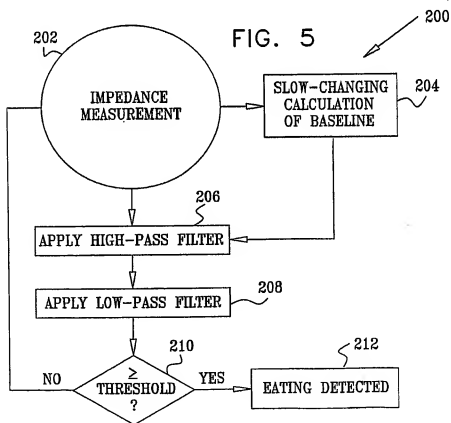 FIG. 5
200
202
IMPEDANCE
MEASUREMENT
SLOW-CHANGING
CALCULATION
OF BASELINE
204
206
APPLY HIGH-PASS FILTER
APPLY LOW-PASS FILTER
208
210
≥
THRESHOLD
?
NO
YES
212
EATING DETECTED